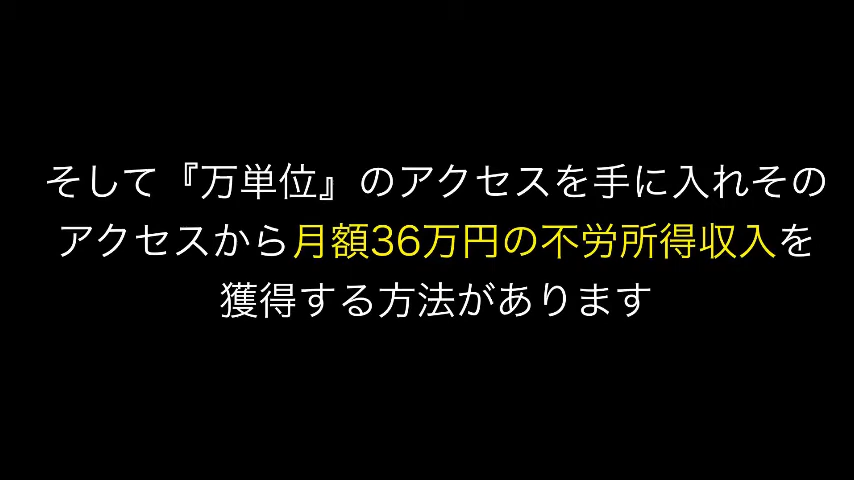 そして『万単位』のアクセスを手に入れその
アクセスから月額36万円の不労所得収入を
獲得する方法があります